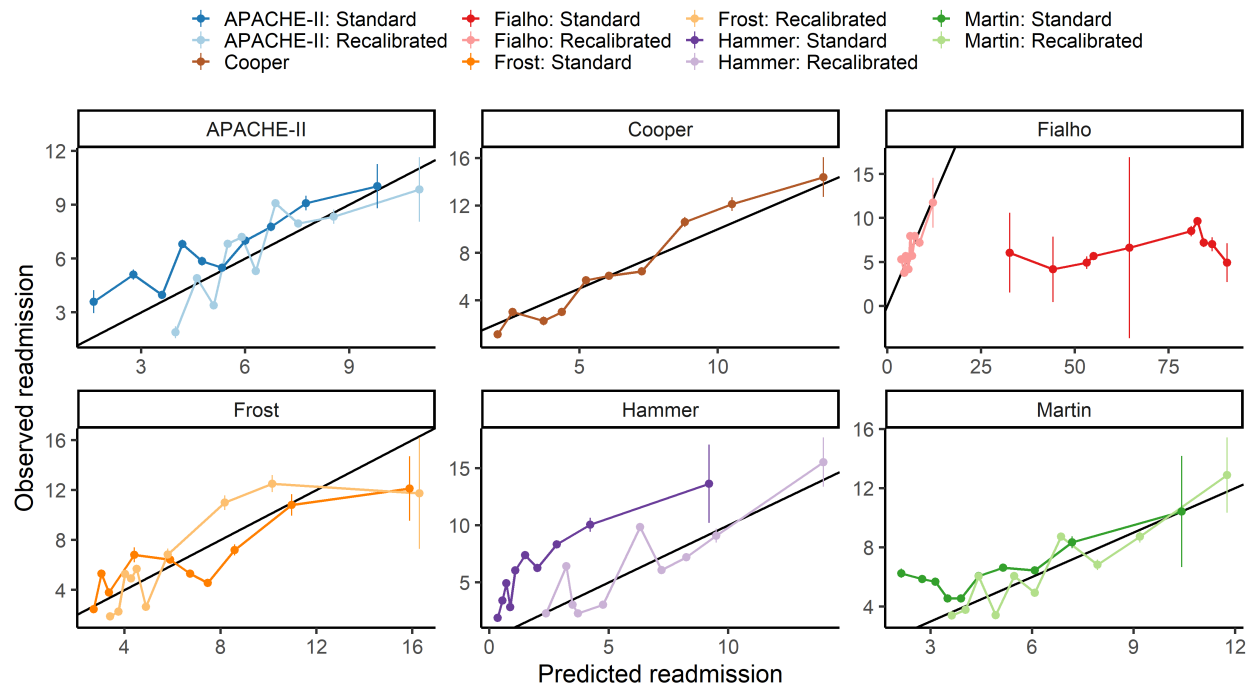 APACHE-II: Standard Fialho: Standard Frost: Recalibrated Martin: Standard
APACHE-II: Recalibrated Fialho: Recalibrated Hammer: Standard Martin: Recalibrated
Cooper Frost: Standard Hammer: Recalibrated
APACHE-II Cooper Fialho
12
9
6
3
3 6 9
16
12
8
4
5 10
15
10
5
0
0 25 50 75
Observed readmission
Frost Hammer Martin
16
12
8
4
4 8 12 16
15
10
5
0 5 10
16
12
8
4
3 6 9 12
Predicted readmission